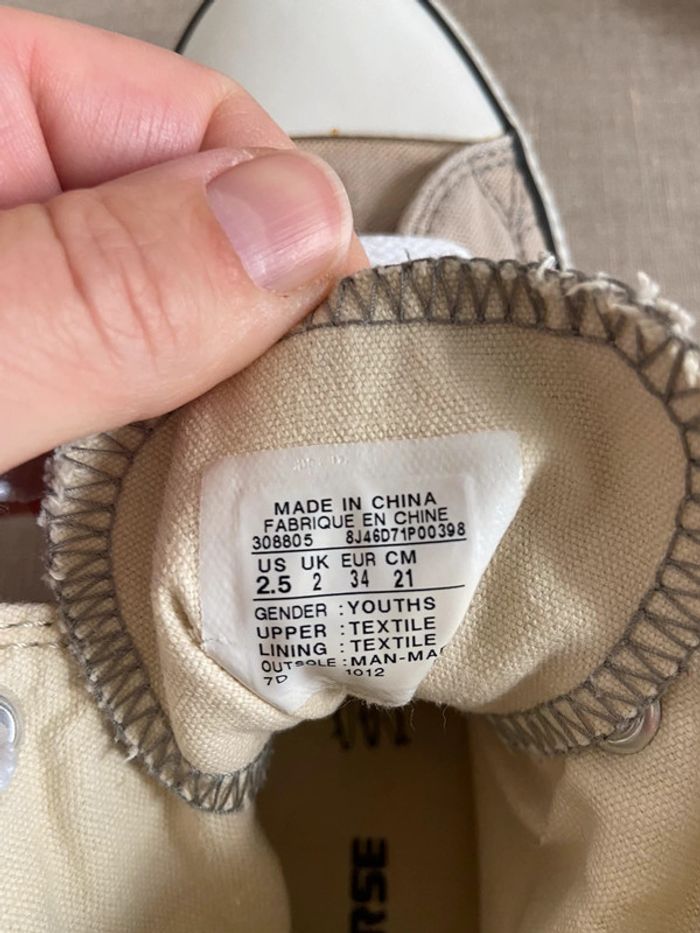 MADE IN CHINA
FABRIQUE EN CHINE
308805 8J46D71P00398
US UK EUR CM
2.5 2 34 21
GENDER : YOUTHS
UPPER : TEXTILE
LINING : TEXTILE
OUTSOLE : MAN-MA
1012
RSE